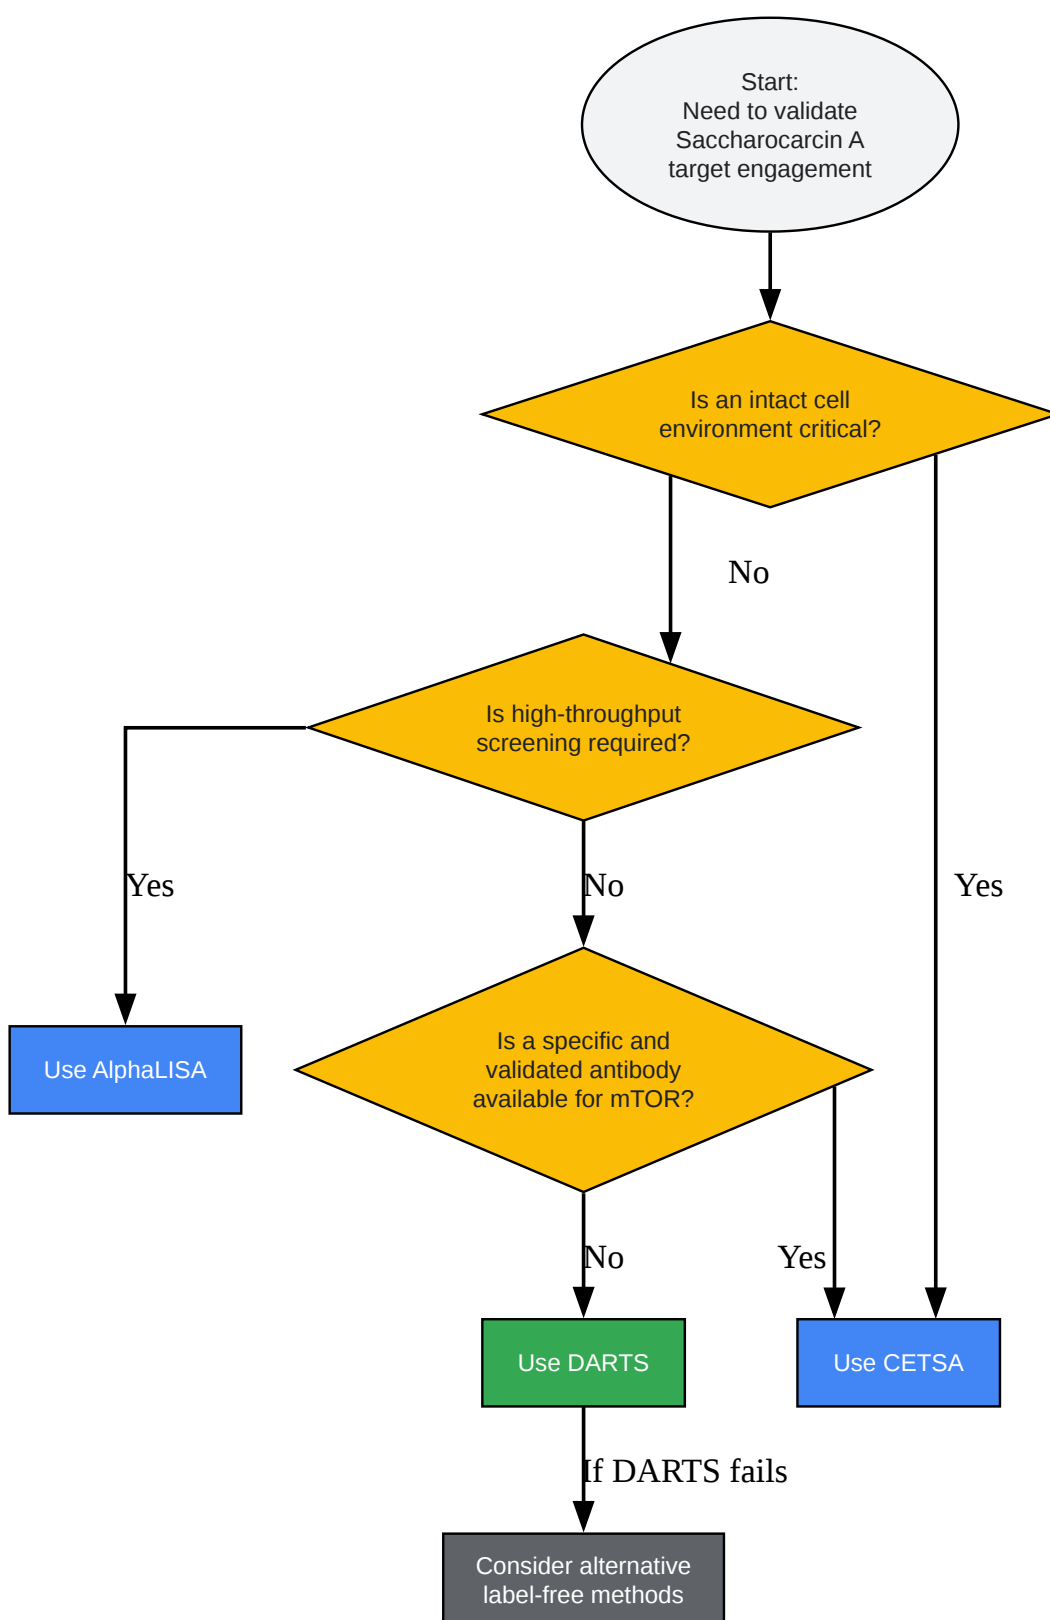 Start:
Need to validate
Saccharocarcin A
target engagement
Is an intact cell
environment critical?
No
Is high-throughput
screening required?
Yes
No
Yes
Is a specific and
validated antibody
available for mTOR?
Use AlphaLISA
No
Yes
Use DARTS
Use CETSA
If DARTS fails
Consider alternative
label-free methods